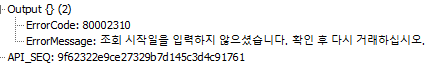 Output {} (2)
ErrorCode: 80002310
ErrorMessage: 조회 시작일을 입력하지 않으셨습니다. 확인 후 다시 거래하십시오.
API_SEQ: 9f62322e9ce27329b7d145c3d4c91761